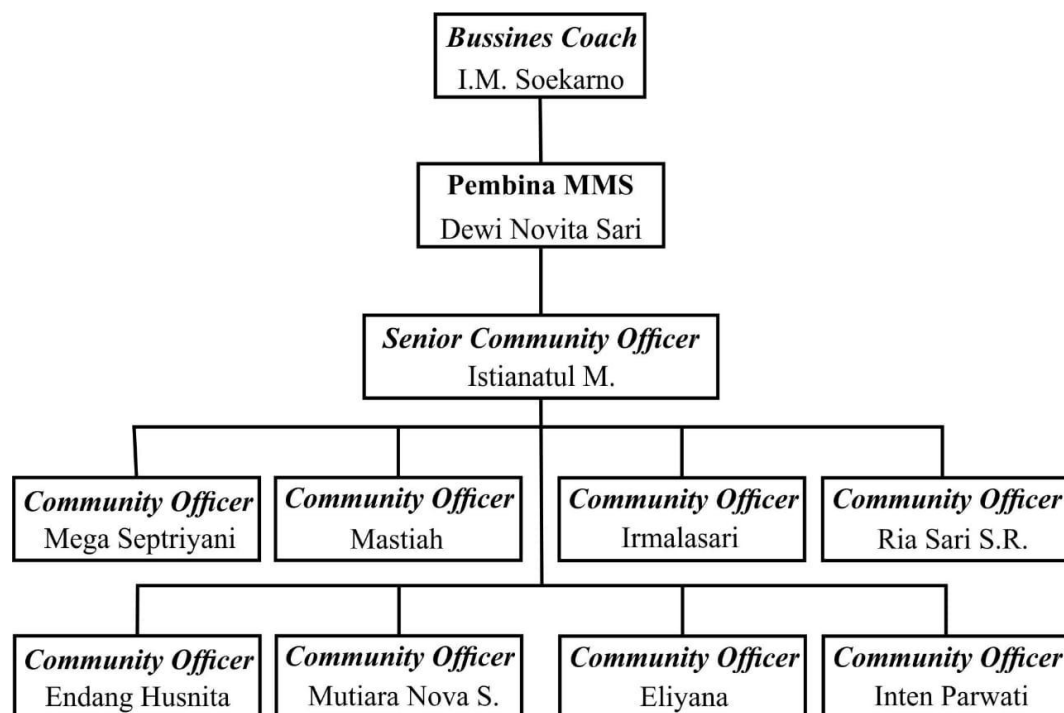 Bussines Coach
I.M. Soekarno
Pembina MMS
Dewi Novita Sari
Senior Community Officer
Istianatul M.
Community Officer
Mega Septriyani
Community Officer
Mastiah
Community Officer
Irmalasari
Community Officer
Ria Sari S.R.
Community Officer
Endang Husnita
Community Officer
Mutiara Nova S.
Community Officer
Eliyana
Community Officer
Inten Parwati